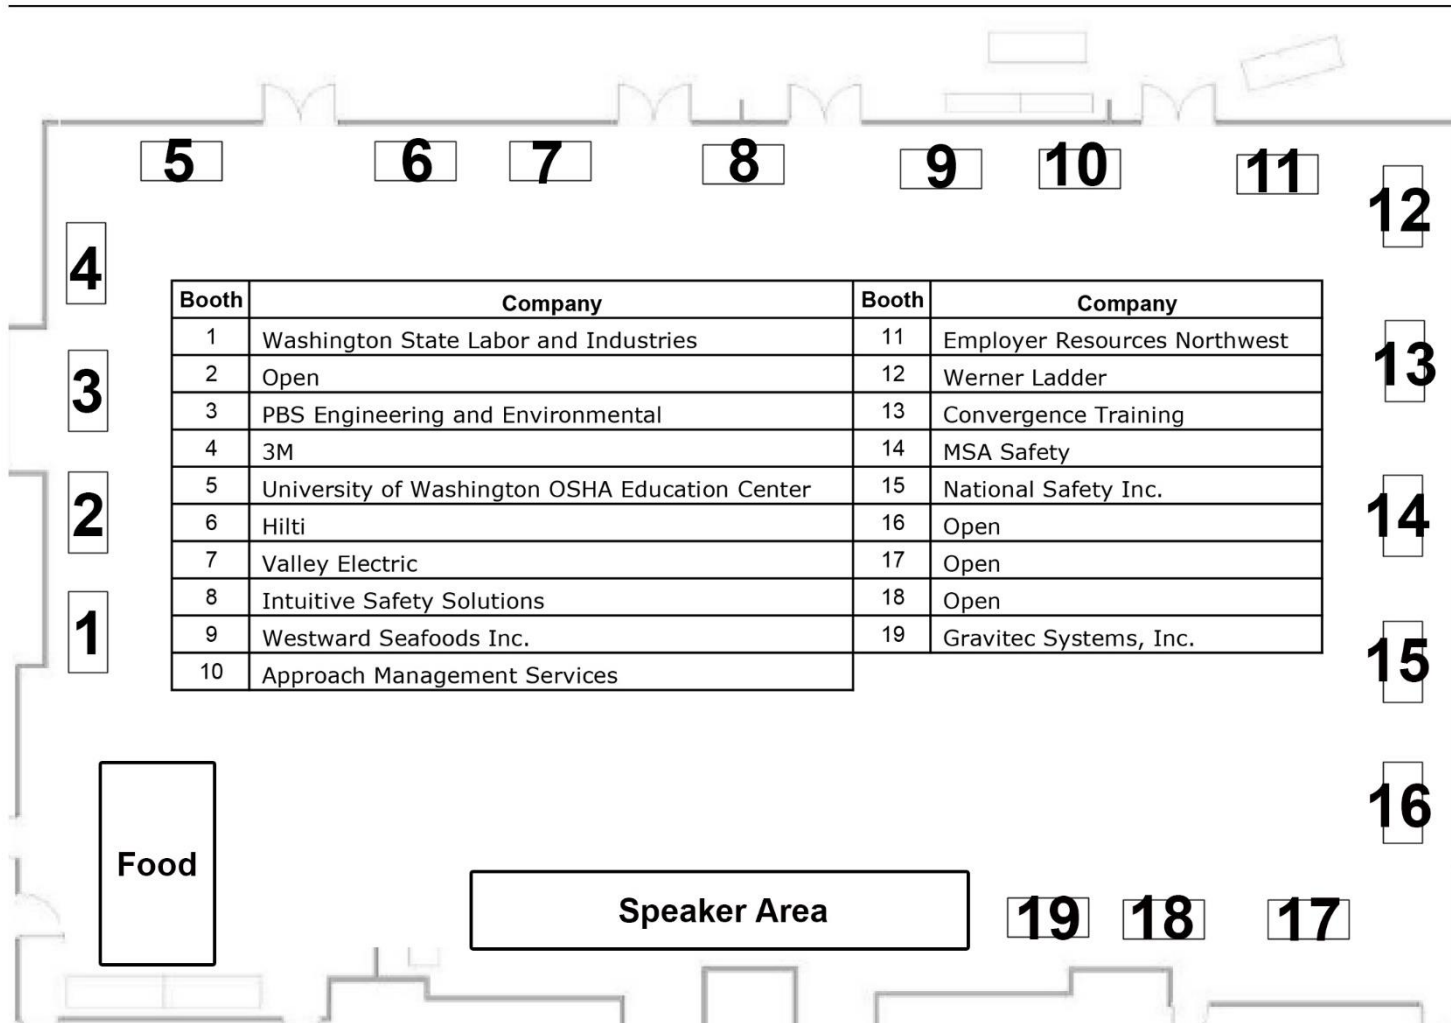 5
6
7
8
9
10
11
12
4
3
2
1
13
14
15
16
Booth Company
1 Washington State Labor and Industries
2 Open
3 PBS Engineering and Environmental
4 3M
5 University of Washington OSHA Education Center
6 Hilti
7 Valley Electric
8 Intuitive Safety Solutions
9 Westward Seafoods Inc.
10 Approach Management Services
Booth Company
11 Employer Resources Northwest
12 Werner Ladder
13 Convergence Training
14 MSA Safety
15 National Safety Inc.
16 Open
17 Open
18 Open
19 Gravitec Systems, Inc.
Food
Speaker Area
19
18
17